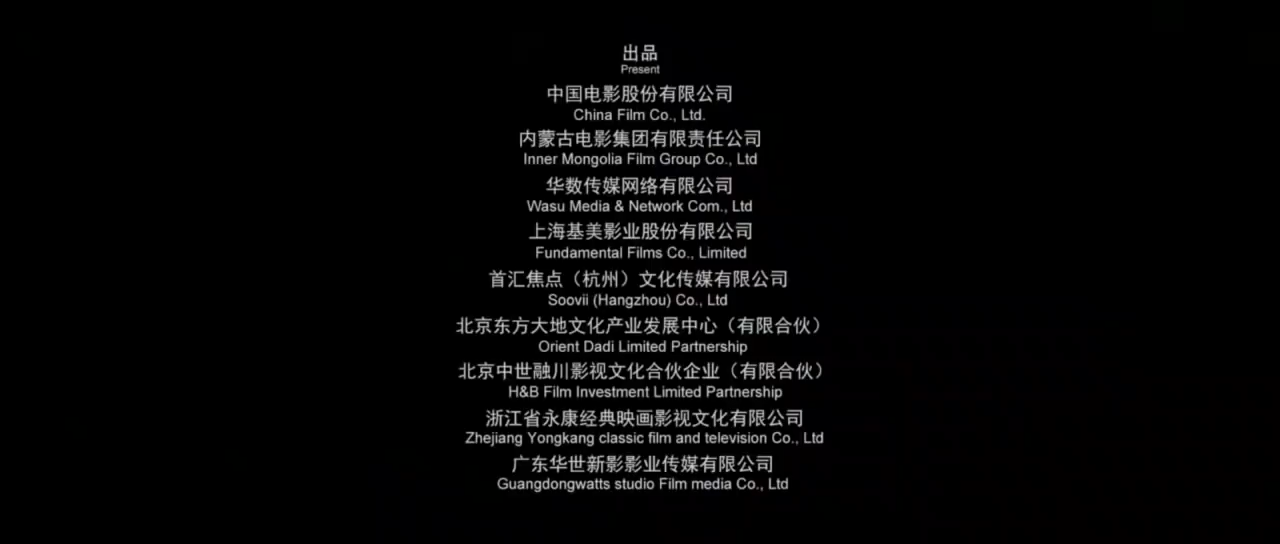 出品
Present
中国电影股份有限公司
China Film Co., Ltd.
内蒙古电影集团有限责任公司
Inner Mongolia Film Group Co., Ltd
华数传媒网络有限公司
Wasu Media & Network Com., Ltd
上海基美影业股份有限公司
Fundamental Films Co., Limited
首汇焦点（杭州）文化传媒有限公司
Soovii (Hangzhou) Co., Ltd
北京东方大地文化产业发展中心（有限合伙）
Orient Dadi Limited Partnership
北京中世融川影视文化合伙企业（有限合伙）
H&B Film Investment Limited Partnership
浙江省永康经典映画影视文化有限公司
Zhejiang Yongkang classic film and television Co., Ltd
广东华世新影影业传媒有限公司
Guangdongwatts studio Film media Co., Ltd